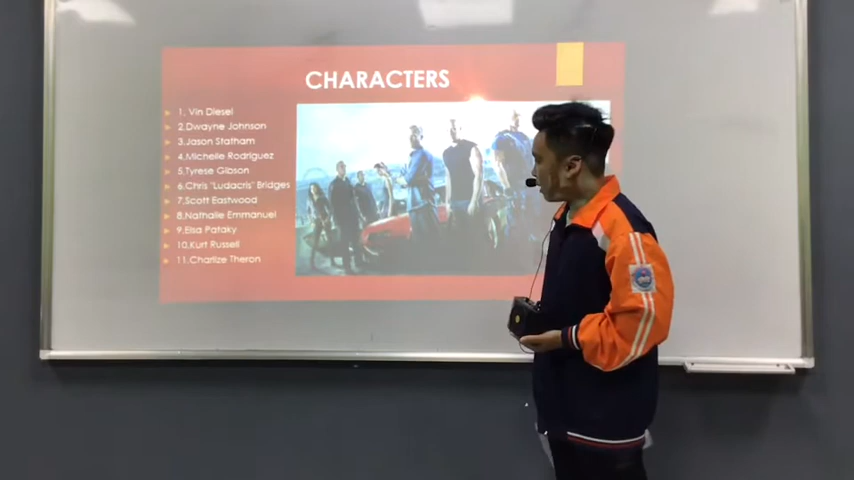 CHARACTERS
1, Vin Diesel
2.Dwayne Johnson
3.Jason Statham
4.Michelle Rodriguez
5,Tyrese Gibson
6.Chris "Ludacris" Bridges
7,Scott Eastwood
8.Nathalie Emmanuel
9.Elsa Pataky
10.Kurt Russell
11.Charlize Theron